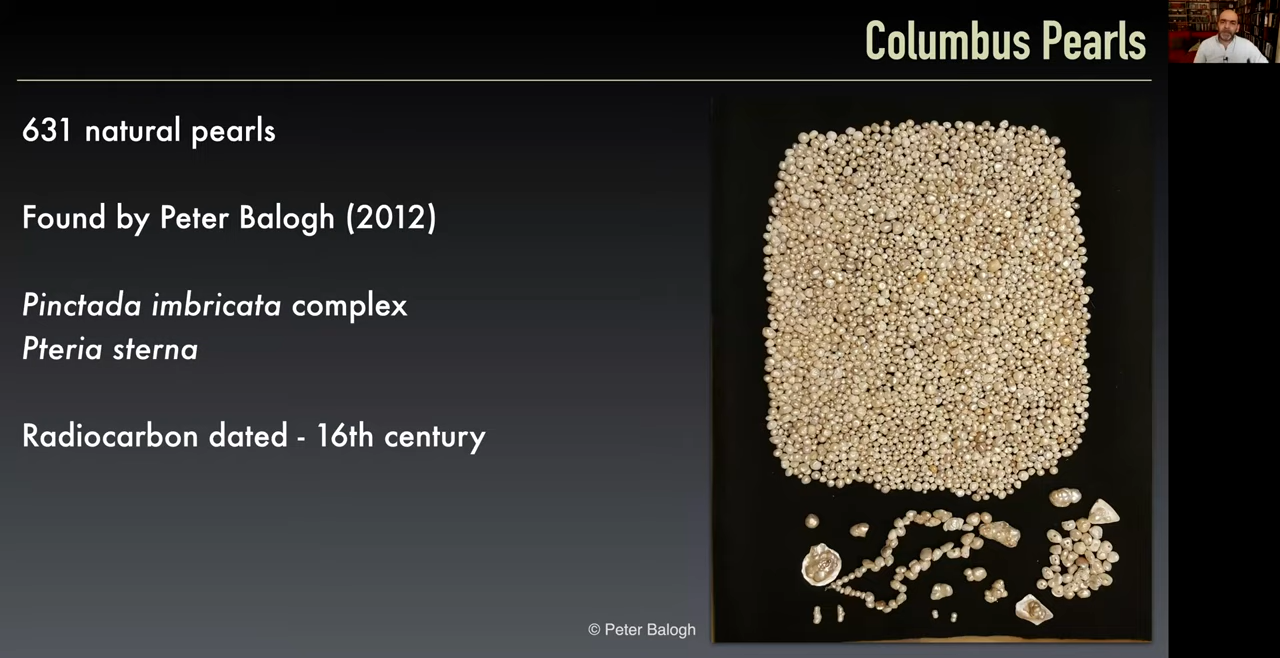 Columbus Pearls
631 natural pearls
Found by Peter Balogh (2012)
Pinctada imbricata complex
Pteria sterna
Radiocarbon dated - 16th century
© Peter Balogh